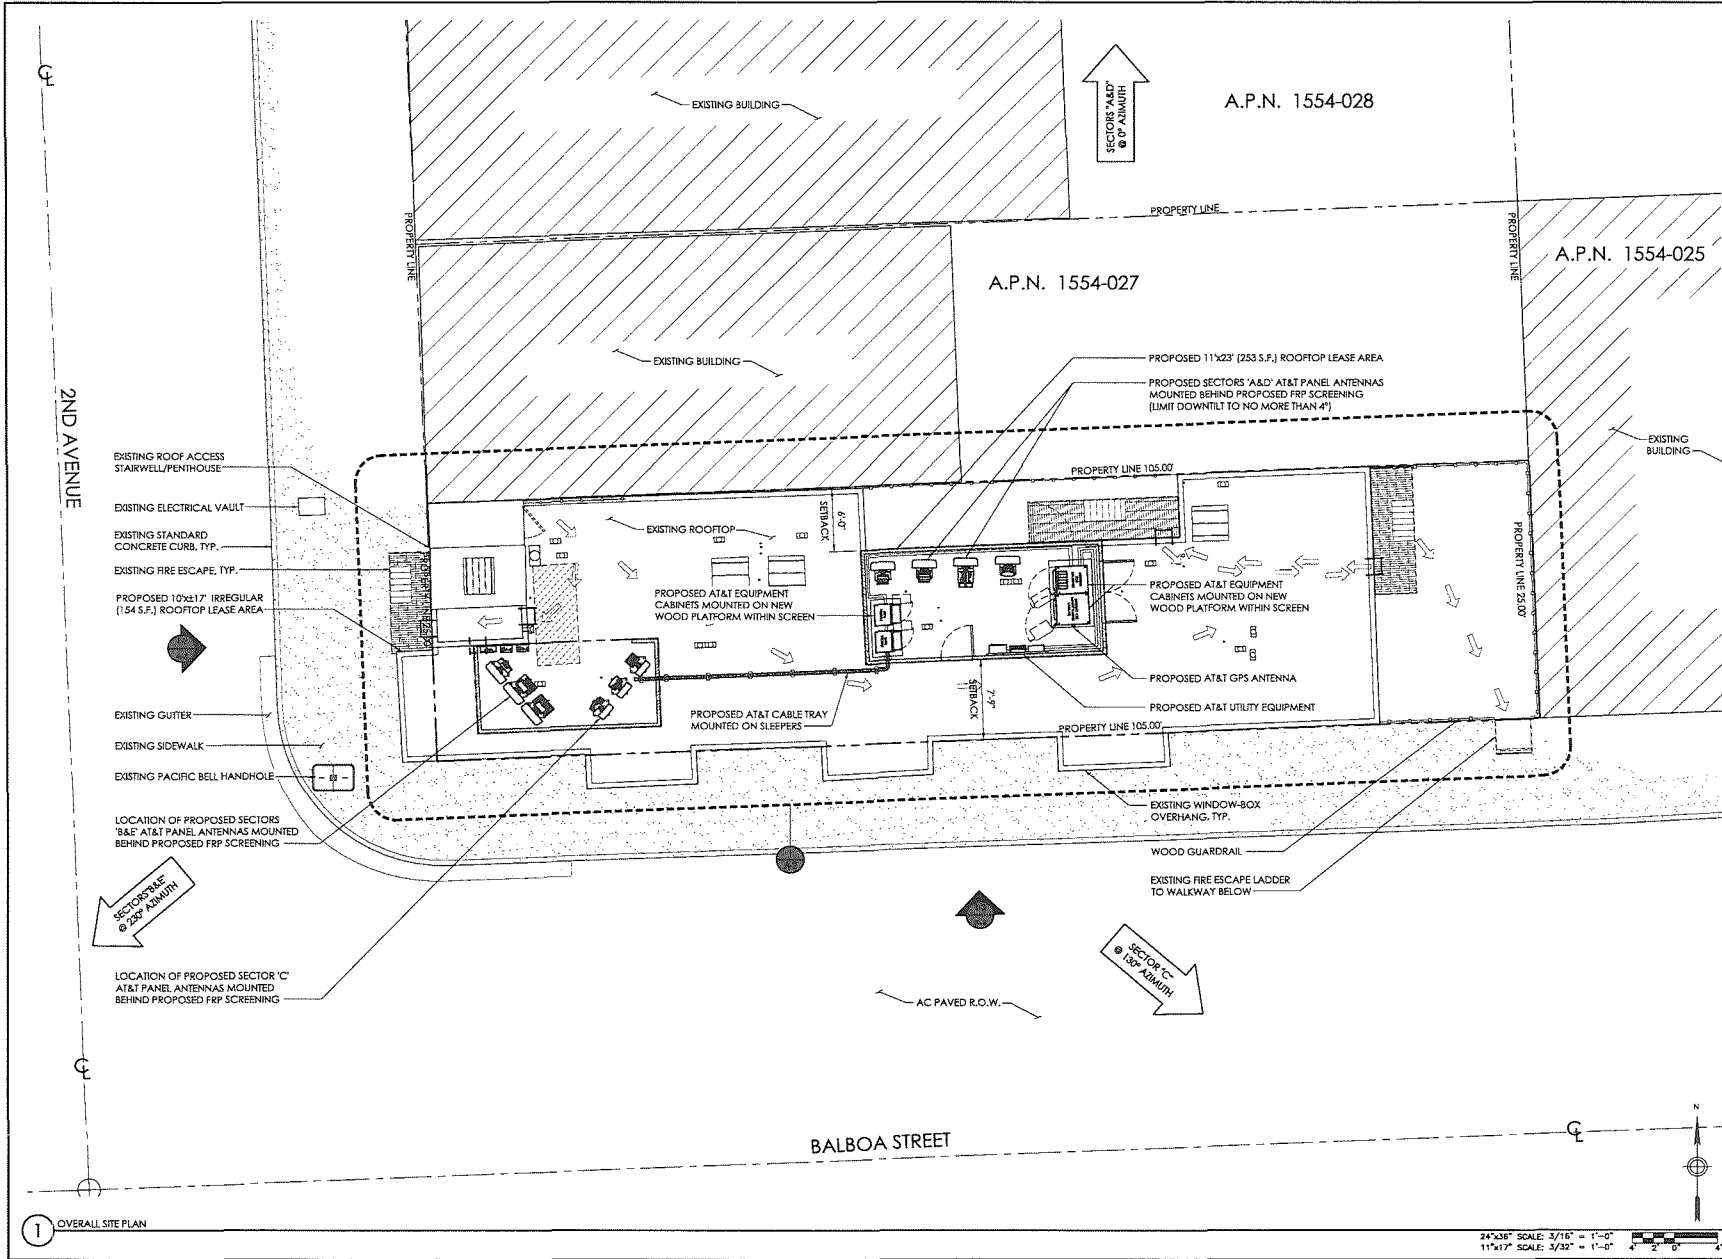 EXISTING BUILDING
SECTORS "A&D"
@ 0° AZIMUTH
A.P.N. 1554-028
PROPERTY LINE
PROPERTY LINE
PROPERTY LINE
A.P.N. 1554-025
A.P.N. 1554-027
EXISTING BUILDING
PROPOSED 11'x23' (253 S.F.) ROOFTOP LEASE AREA
PROPOSED SECTORS 'A&D' AT&T PANEL ANTENNAS
MOUNTED BEHIND PROPOSED FRP SCREENING
(LIMIT DOWNTILT TO NO MORE THAN 4°)
2ND AVENUE
EXISTING
BUILDING
EXISTING ROOF ACCESS
STAIRWELL/PENTHOUSE
PROPERTY LINE 105.00'
EXISTING ELECTRICAL VAULT
EXISTING ROOFTOP
6'-0"
SETBACK
EXISTING STANDARD
CONCRETE CURB, TYP.
PROPERTY LINE 25.00'
EXISTING FIRE ESCAPE, TYP.
PROPOSED AT&T EQUIPMENT
CABINETS MOUNTED ON NEW
WOOD PLATFORM WITHIN SCREEN
PROPOSED AT&T EQUIPMENT
CABINETS MOUNTED ON NEW
WOOD PLATFORM WITHIN SCREEN
PROPOSED 10'x±17' IRREGULAR
(154 S.F.) ROOFTOP LEASE AREA
PROPOSED AT&T GPS ANTENNA
7'-9"
SETBACK
PROPOSED AT&T UTILITY EQUIPMENT
EXISTING GUTTER
PROPOSED AT&T CABLE TRAY
MOUNTED ON SLEEPERS
PROPERTY LINE 105.00'
EXISTING SIDEWALK
EXISTING PACIFIC BELL HANDHOLE
EXISTING WINDOW-BOX
OVERHANG, TYP.
LOCATION OF PROPOSED SECTORS
'B&E' AT&T PANEL ANTENNAS MOUNTED
BEHIND PROPOSED FRP SCREENING
WOOD GUARDRAIL
EXISTING FIRE ESCAPE LADDER
TO WALKWAY BELOW
SECTORS"B&E"
@ 230° AZIMUTH
SECTOR "C"
@ 130° AZIMUTH
LOCATION OF PROPOSED SECTOR 'C'
AT&T PANEL ANTENNAS MOUNTED
BEHIND PROPOSED FRP SCREENING
AC PAVED R.O.W.
BALBOA STREET
N
1 OVERALL SITE PLAN
24"x36" SCALE: 3/16" = 1'-0"
11"x17" SCALE: 3/32" = 1'-0"
4' 2' 0" 4'